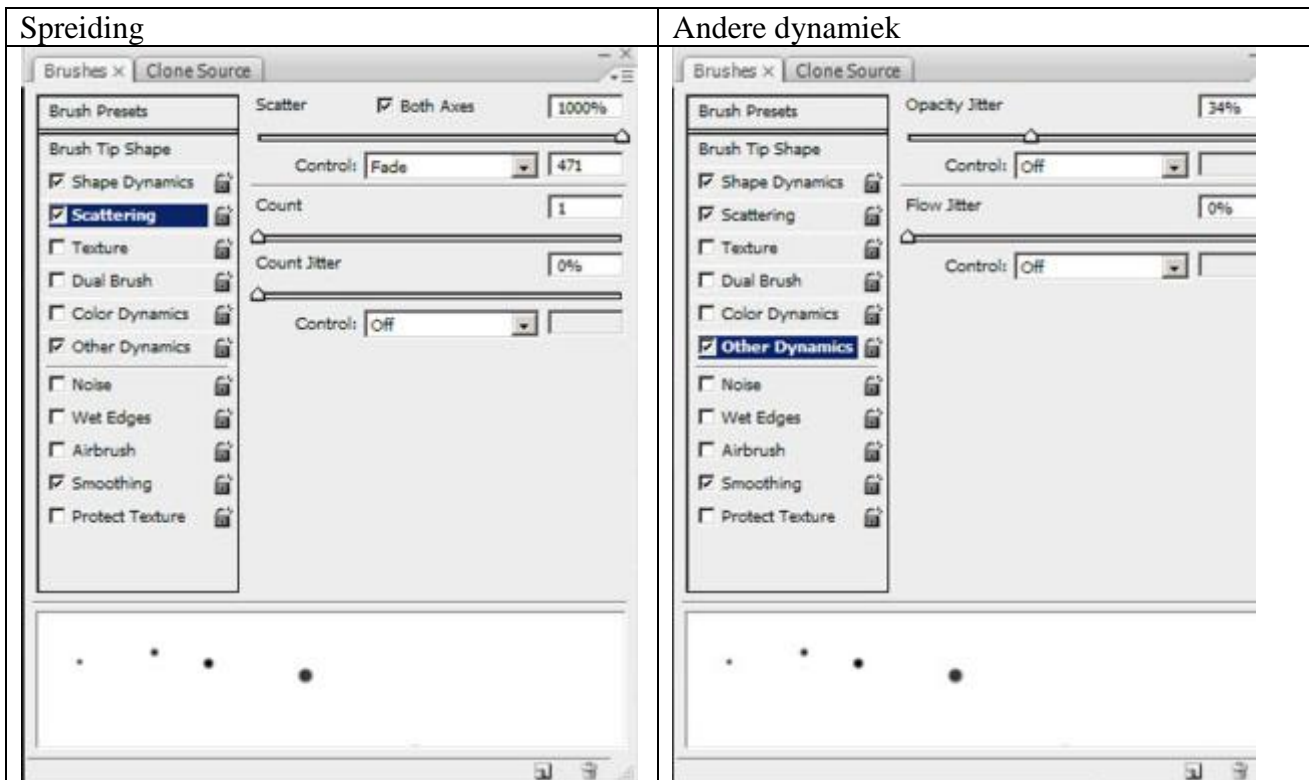 Spreiding
Brushes × Clone Source
Brush Presets
Brush Tip Shape
Shape Dynamics
Scattering
Texture
Dual Brush
Color Dynamics
Other Dynamics
Noise
Wet Edges
Airbrush
Smoothing
Protect Texture
Scatter Both Axes 1000%
Control: Fade 471
Count 1
Count Jitter 0%
Control: Off
Andere dynamiek
Brushes × Clone Source
Brush Presets
Brush Tip Shape
Shape Dynamics
Scattering
Texture
Dual Brush
Color Dynamics
Other Dynamics
Noise
Wet Edges
Airbrush
Smoothing
Protect Texture
Opacity Jitter 34%
Control: Off
Flow Jitter 0%
Control: Off